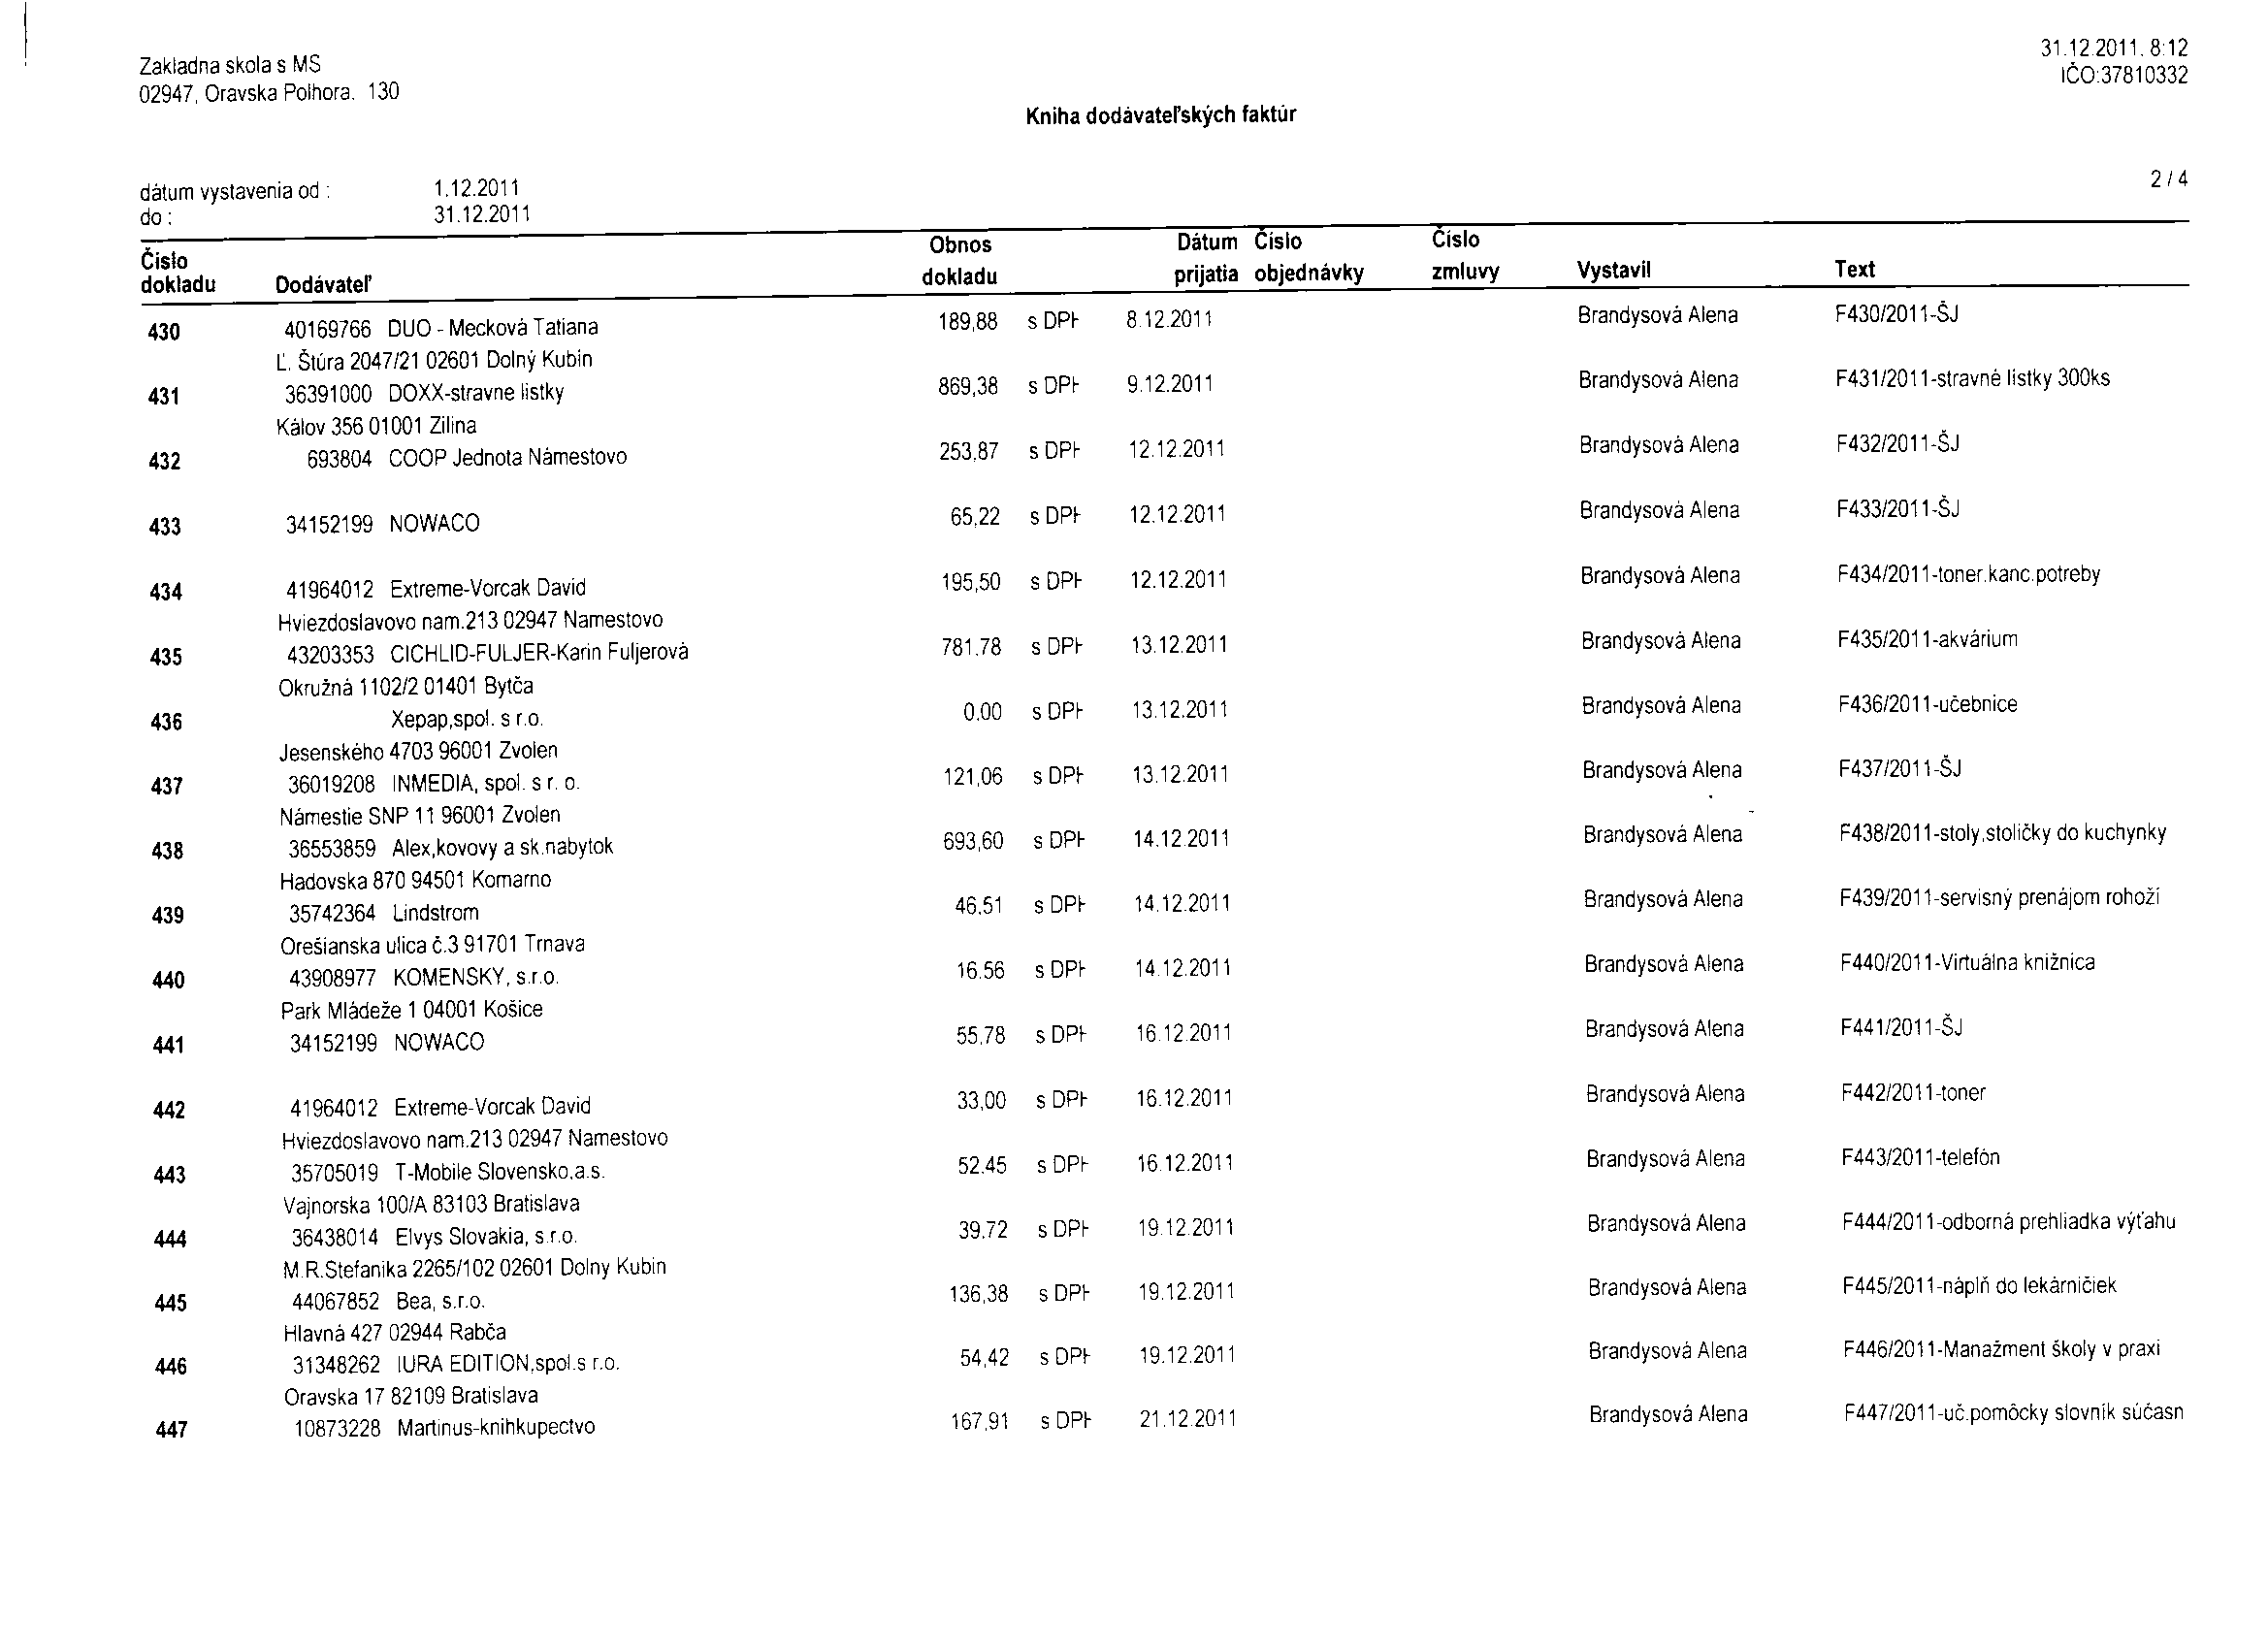 31.12.2011, 8:12
Zakladna skola s MS
IČO:37810332
02947, Oravska Polhora, 130
Kniha dodávateľských faktúr
2 / 4
dátum vystavenia od : 1.12.2011
do : 31.12.2011
Číslo dokladu Dodávateľ Obnos dokladu Dátum prijatia Číslo objednávky Číslo zmluvy Vystavil Text
430 40169766 DUO - Mecková Tatiana 189,88 s DPH 8.12.2011 Brandysová Alena F430/2011-ŠJ
Ľ. Štúra 2047/21 02601 Dolný Kubín
431 36391000 DOXX-stravne listky 869,38 s DPH 9.12.2011 Brandysová Alena F431/2011-stravné lístky 300ks
Kálov 356 01001 Zilina
432 693804 COOP Jednota Námestovo 253,87 s DPH 12.12.2011 Brandysová Alena F432/2011-ŠJ
433 34152199 NOWACO 65,22 s DPH 12.12.2011 Brandysová Alena F433/2011-ŠJ
434 41964012 Extreme-Vorcak David 195,50 s DPH 12.12.2011 Brandysová Alena F434/2011-toner,kanc.potreby
Hviezdoslavovo nam.213 02947 Namestovo
435 43203353 CICHLID-FULJER-Karin Fuljerová 781,78 s DPH 13.12.2011 Brandysová Alena F435/2011-akvárium
Okružná 1102/2 01401 Bytča
436 Xepap,spol. s r.o. 0,00 s DPH 13.12.2011 Brandysová Alena F436/2011-učebnice
Jesenského 4703 96001 Zvolen
437 36019208 INMEDIA, spol. s r. o. 121,06 s DPH 13.12.2011 Brandysová Alena F437/2011-ŠJ
Námestie SNP 11 96001 Zvolen
438 36553859 Alex,kovovy a sk.nabytok 693,60 s DPH 14.12.2011 Brandysová Alena F438/2011-stoly,stoličky do kuchynky
Hadovska 870 94501 Komarno
439 35742364 Lindstrom 46,51 s DPH 14.12.2011 Brandysová Alena F439/2011-servisný prenájom rohoží
Orešianska ulica č.3 91701 Trnava
440 43908977 KOMENSKY, s.r.o. 16,56 s DPH 14.12.2011 Brandysová Alena F440/2011-Virtuálna knižnica
Park Mládeže 1 04001 Košice
441 34152199 NOWACO 55,78 s DPH 16.12.2011 Brandysová Alena F441/2011-ŠJ
442 41964012 Extreme-Vorcak David 33,00 s DPH 16.12.2011 Brandysová Alena F442/2011-toner
Hviezdoslavovo nam.213 02947 Namestovo
443 35705019 T-Mobile Slovensko,a.s. 52,45 s DPH 16.12.2011 Brandysová Alena F443/2011-telefón
Vajnorska 100/A 83103 Bratislava
444 36438014 Elvys Slovakia, s.r.o. 39,72 s DPH 19.12.2011 Brandysová Alena F444/2011-odborná prehliadka výťahu
M.R.Stefanika 2265/102 02601 Dolny Kubin
445 44067852 Bea, s.r.o. 136,38 s DPH 19.12.2011 Brandysová Alena F445/2011-náplň do lekárničiek
Hlavná 427 02944 Rabča
446 31348262 IURA EDITION,spol.s r.o. 54,42 s DPH 19.12.2011 Brandysová Alena F446/2011-Manažment školy v praxi
Oravska 17 82109 Bratislava
447 10873228 Martinus-knihkupectvo 167,91 s DPH 21.12.2011 Brandysová Alena F447/2011-uč.pomôcky slovník súčasn